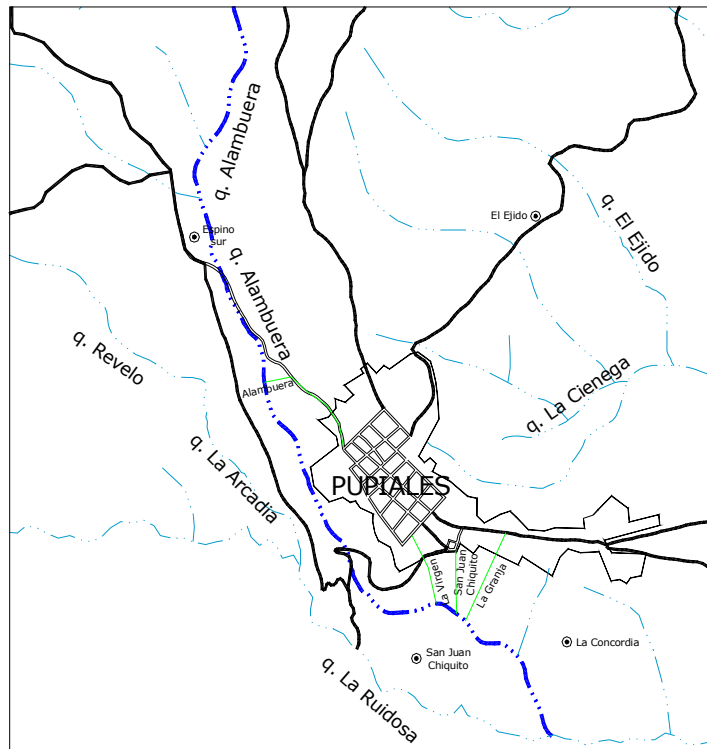 q. Alambuera
El Ejido
q. El Ejido
Espino
sur
q. Alambuera
q. Revelo
Alambuera
q. La Cienega
q. La Arcadia
PUPIALES
La Virgen
San Juan
Chiquito
La Granja
La Concordia
San Juan
Chiquito
q. La Ruidosa